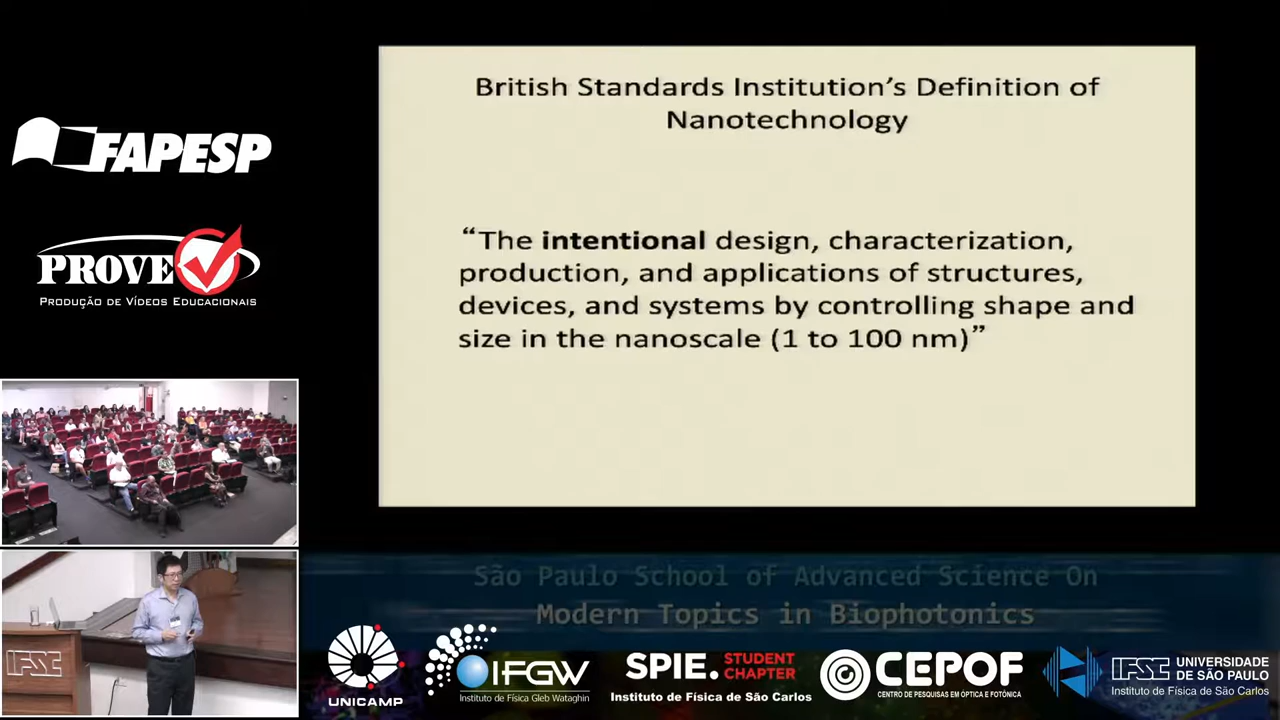 British Standards Institution’s Definition of
Nanotechnology
“The intentional design, characterization,
production, and applications of structures,
devices, and systems by controlling shape and
size in the nanoscale (1 to 100 nm)”
FAPESP
PROVE
PRODUÇÃO DE VÍDEOS EDUCACIONAIS
IFSC
São Paulo School of Advanced Science On
Modern Topics in Biophotonics
UNICAMP
IFGW
Instituto de Física Gleb Wataghin
SPIE. STUDENT
CHAPTER
Instituto de Física de São Carlos
CEPOF
CENTRO DE PESQUISAS EM ÓPTICA E FOTÔNICA
IFSC UNIVERSIDADE
DE SÃO PAULO
Instituto de Física de São Carlos